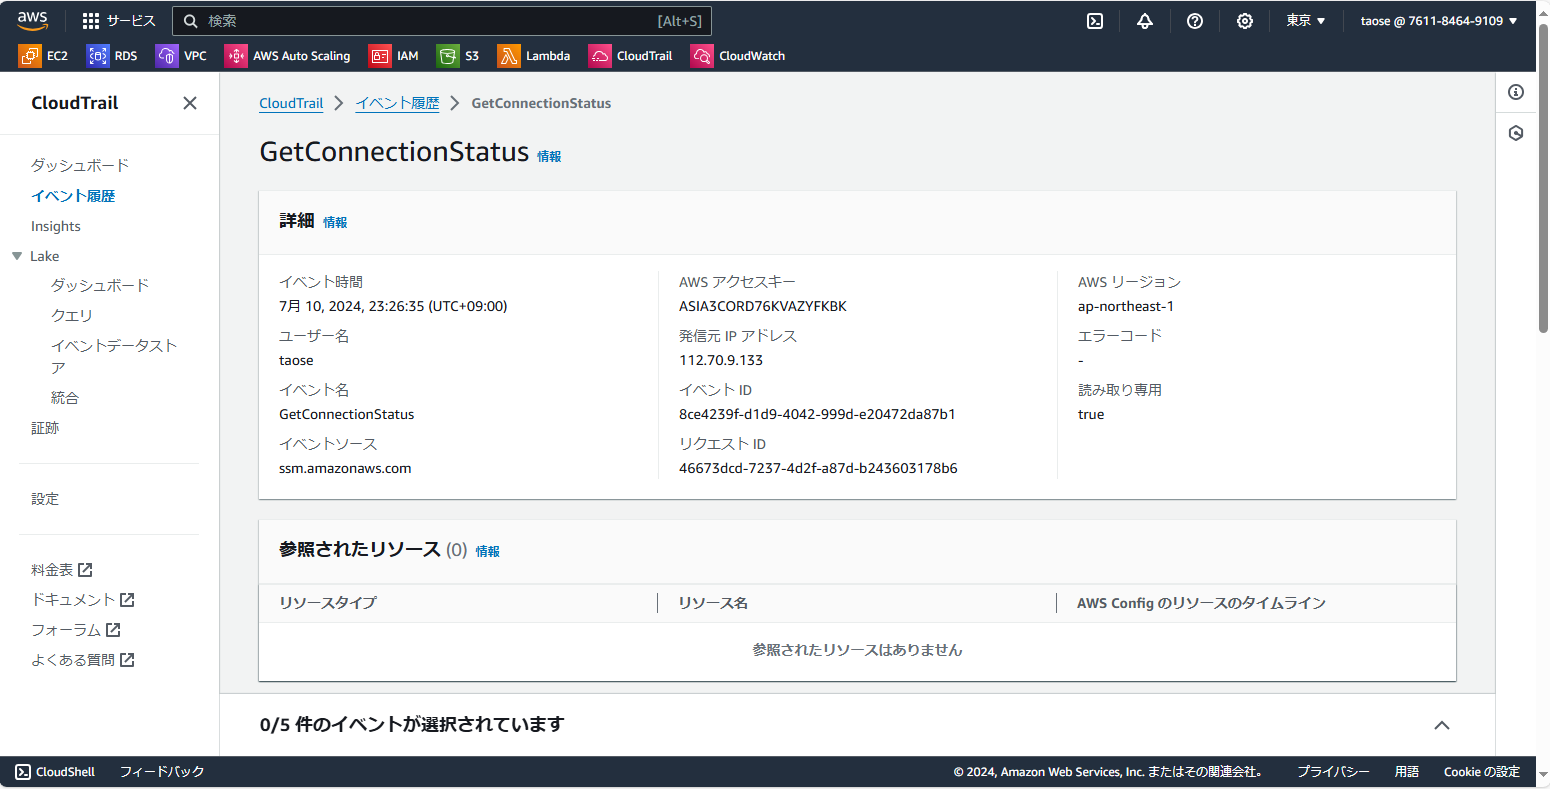 aws
サービス
検索
[Alt+S]
東京 ▼
taose @ 7611-8464-9109 ▼
EC2
RDS
VPC
AWS Auto Scaling
IAM
S3
Lambda
CloudTrail
CloudWatch
CloudTrail
ダッシュボード
イベント履歴
Insights
Lake
ダッシュボード
クエリ
イベントデータスト
ア
統合
証跡
設定
料金表
ドキュメント
フォーラム
よくある質問
CloudTrail
イベント履歴
GetConnectionStatus
GetConnectionStatus 情報
詳細 情報
イベント時間
7月 10, 2024, 23:26:35 (UTC+09:00)
ユーザー名
taose
イベント名
GetConnectionStatus
イベントソース
ssm.amazonaws.com
AWS アクセスキー
ASIA3CORD76KVAZYFKBK
発信元 IP アドレス
112.70.9.133
イベント ID
8ce4239f-d1d9-4042-999d-e20472da87b1
リクエスト ID
46673dcd-7237-4d2f-a87d-b243603178b6
AWS リージョン
ap-northeast-1
エラーコード
-
読み取り専用
true
参照されたリソース (0) 情報
リソースタイプ
リソース名
AWS Config のリソースのタイムライン
参照されたリソースはありません
0/5 件のイベントが選択されています
CloudShell
フィードバック
© 2024, Amazon Web Services, Inc. またはその関連会社。
プライバシー
用語
Cookie の設定